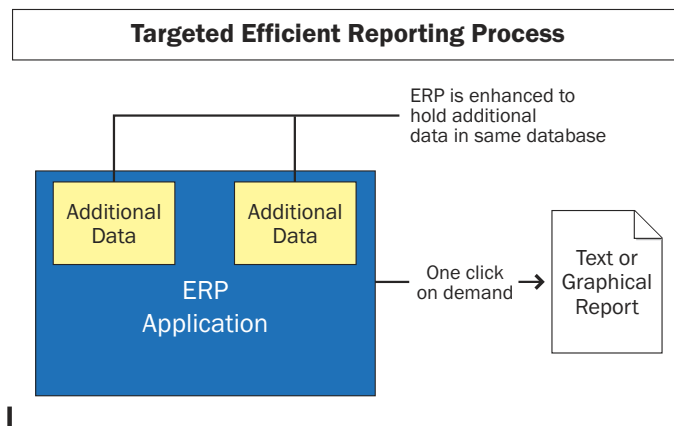 Targeted Efficient Reporting Process
ERP is enhanced to
hold additional
data in same database
Additional
Data
Additional
Data
ERP
Application
One click
on demand
Text or
Graphical
Report